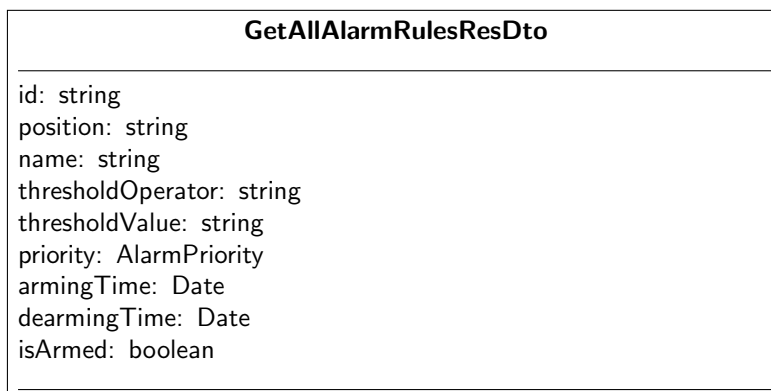 GetAllAlarmRulesResDto
id: string
position: string
name: string
thresholdOperator: string
thresholdValue: string
priority: AlarmPriority
armingTime: Date
dearmingTime: Date
isArmed: boolean